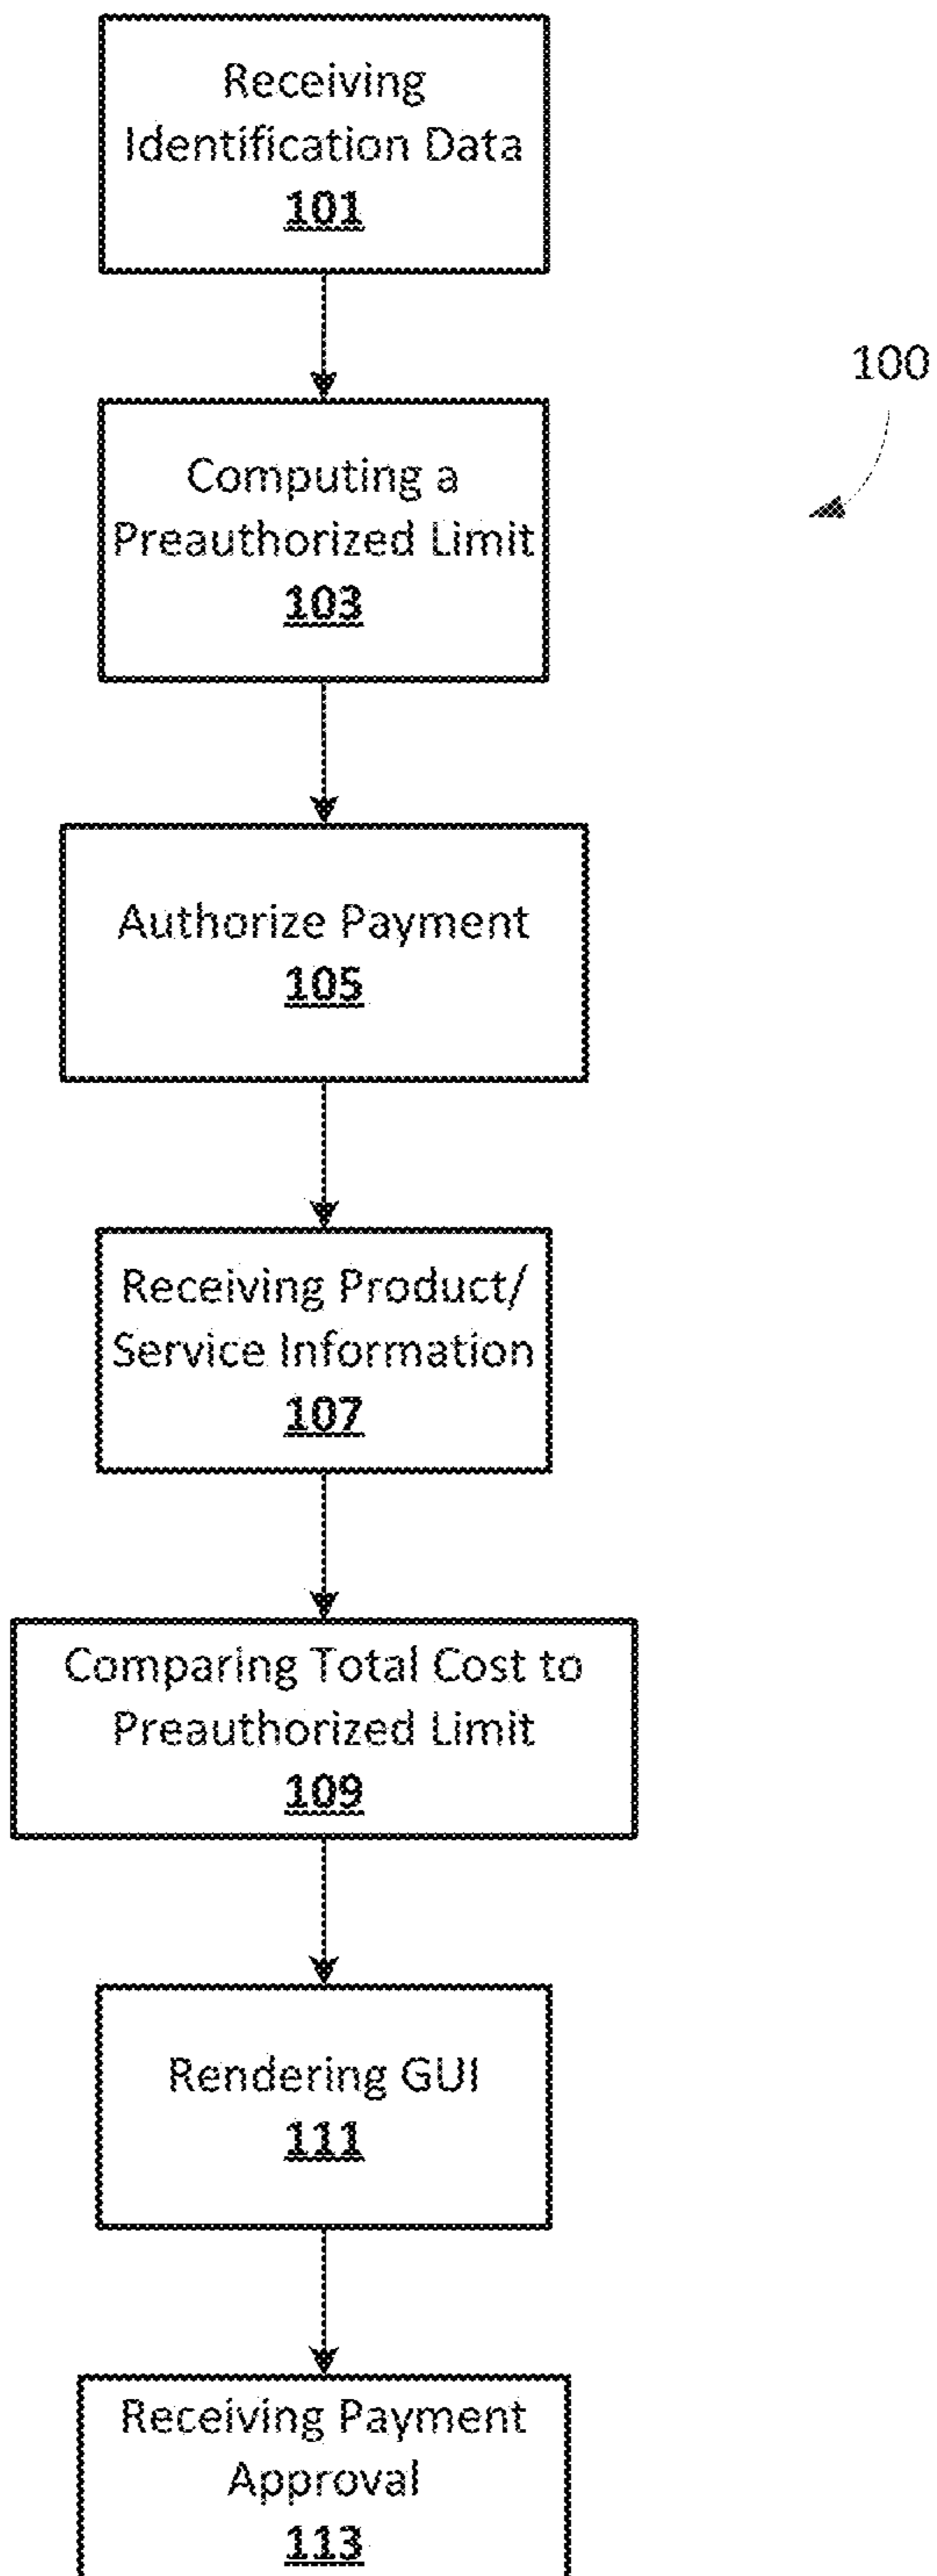 Receiving
Identification Data
101
100
Computing a
Preauthorized Limit
103
Authorize Payment
105
Receiving Product/
Service Information
107
Comparing Total Cost to
Preauthorized Limit
109
Rendering GUI
111
Receiving Payment
Approval
113